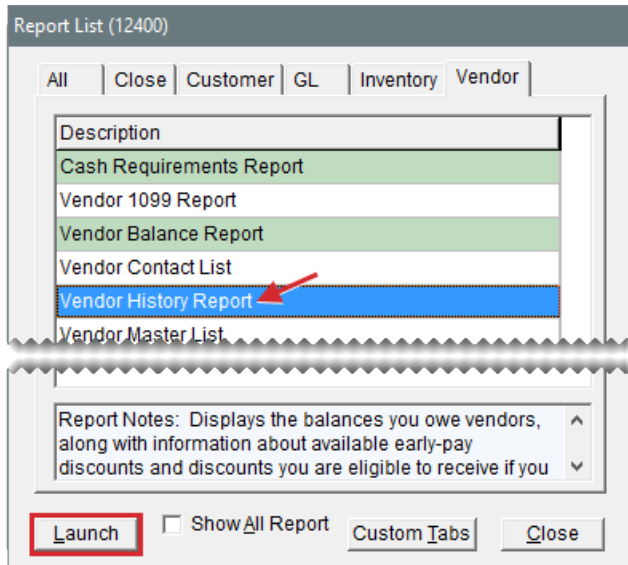 Report List (12400)
All Close Customer GL Inventory Vendor
Description
Cash Requirements Report
Vendor 1099 Report
Vendor Balance Report
Vendor Contact List
Vendor History Report
Vendor Master List
Report Notes: Displays the balances you owe vendors,
along with information about available early-pay
discounts and discounts you are eligible to receive if you
Launch Show All Report Custom Tabs Close